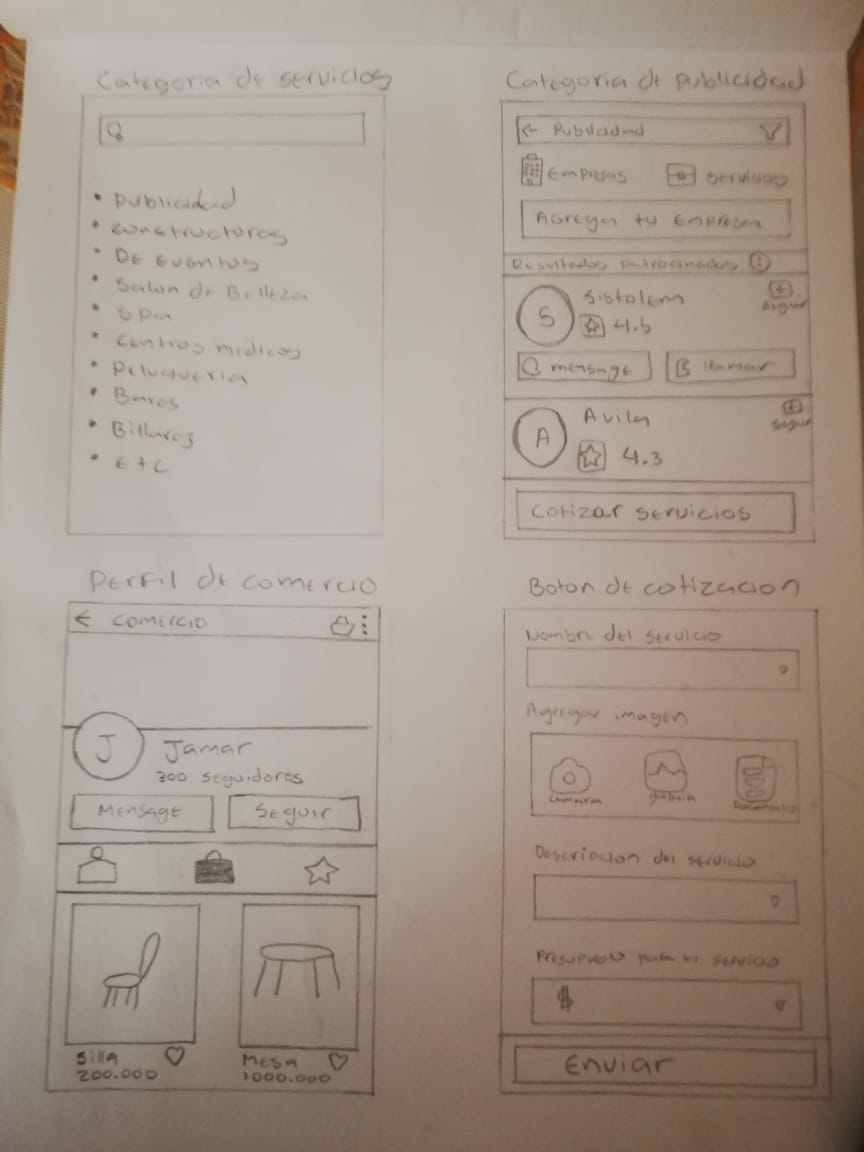 Categoria de servicios
publicidad
constructoras
De Eventos
Salon de Belleza
Spa
Centros medicos
Peluqueria
Bares
Billares
Etc
Categoria de publicidad
← Publicidad
Empresas servicios
Agregar tu Empresa
Resultados patrocinados
S Sistolem
Seguir
4.5
mensage llamar
A Avila
Seguir
4.3
Cotizar servicios
Perfil de comercio
← comercio
J Jamar
300 seguidores
Mensage Seguir
Silla
200.000
Mesa
1000.000
Boton de cotizacion
Nombre del servicio
Agregar imagen
Camara galeria Documento
Descripcion del servicio
Presupuesto para el servicio
$
Enviar